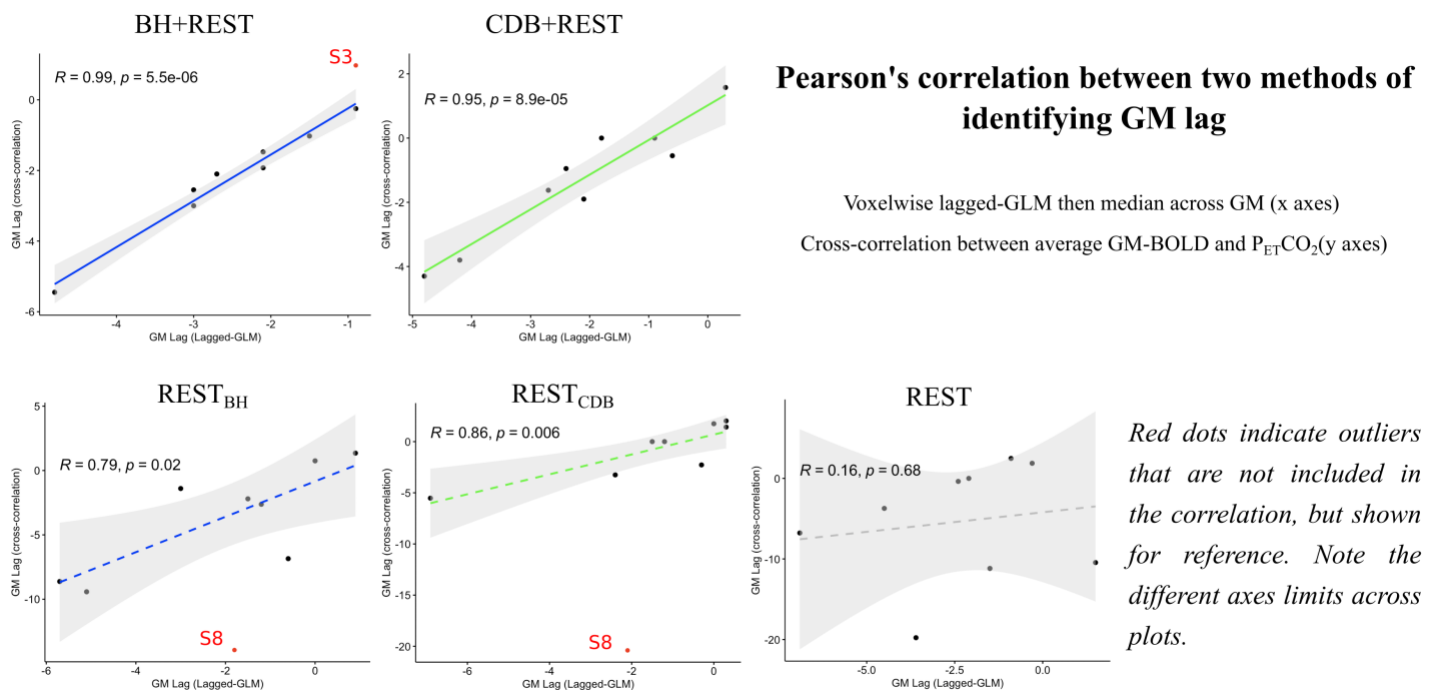 BH+REST
CDB+REST
S3
R = 0.99, p = 5.5e-06
GM Lag (cross-correlation)
0
-2
-4
-6
-4
-3
-2
-1
GM Lag (Lagged-GLM)
R = 0.95, p = 8.9e-05
GM Lag (cross-correlation)
2
0
-2
-4
-5
-4
-3
-2
-1
0
GM Lag (Lagged-GLM)
Pearson's correlation between two methods of
identifying GM lag
Voxelwise lagged-GLM then median across GM (x axes)
Cross-correlation between average GM-BOLD and PETCO2(y axes)
RESTBH
R = 0.79, p = 0.02
GM Lag (cross-correlation)
5
0
-5
-10
S8
-6
-4
-2
0
GM Lag (Lagged-GLM)
RESTCDB
R = 0.86, p = 0.006
GM Lag (cross-correlation)
0
-5
-10
-15
-20
S8
-6
-4
-2
0
GM Lag (Lagged-GLM)
REST
R = 0.16, p = 0.68
GM Lag (cross-correlation)
0
-10
-20
-5.0
-2.5
0.0
GM Lag (Lagged-GLM)
Red dots indicate outliers
that are not included in
the correlation, but shown
for reference. Note the
different axes limits across
plots.